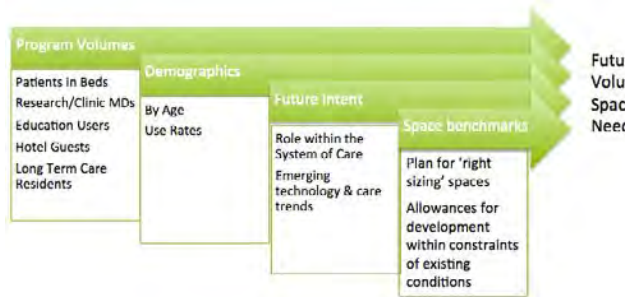 Program Volumes
Patients in Beds
Research/Clinic MDs
Education Users
Hotel Guests
Long Term Care
Residents
Demographics
By Age
Use Rates
Future Intent
Role within the
System of Care
Emerging
technology & care
trends
Space benchmarks
Plan for 'right
sizing' spaces
Allowances for
development
within constraints
of existing
conditions
Futu
Volu
Spac
Need